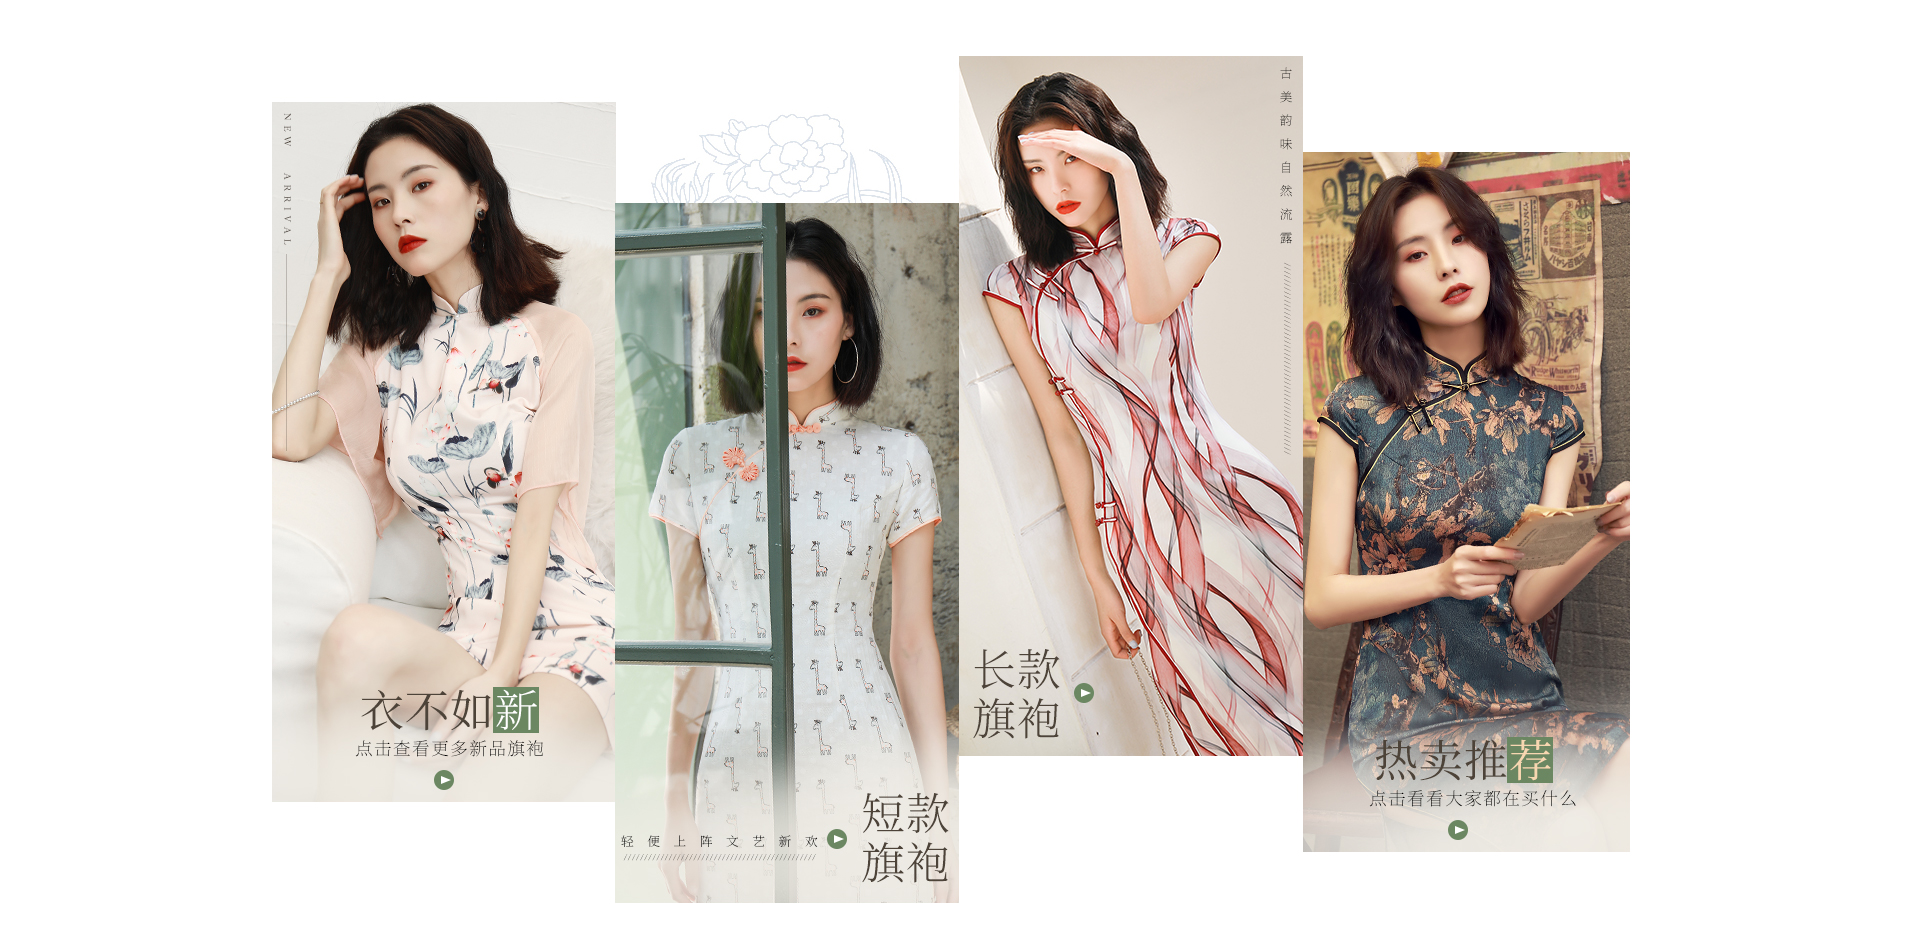 NEW ARRIVAL
衣不如新
点击查看更多新品旗袍
轻便上阵文艺新欢
短款
旗袍
古美韵味自然流露
长款
旗袍
热卖推荐
点击看看大家都在买什么